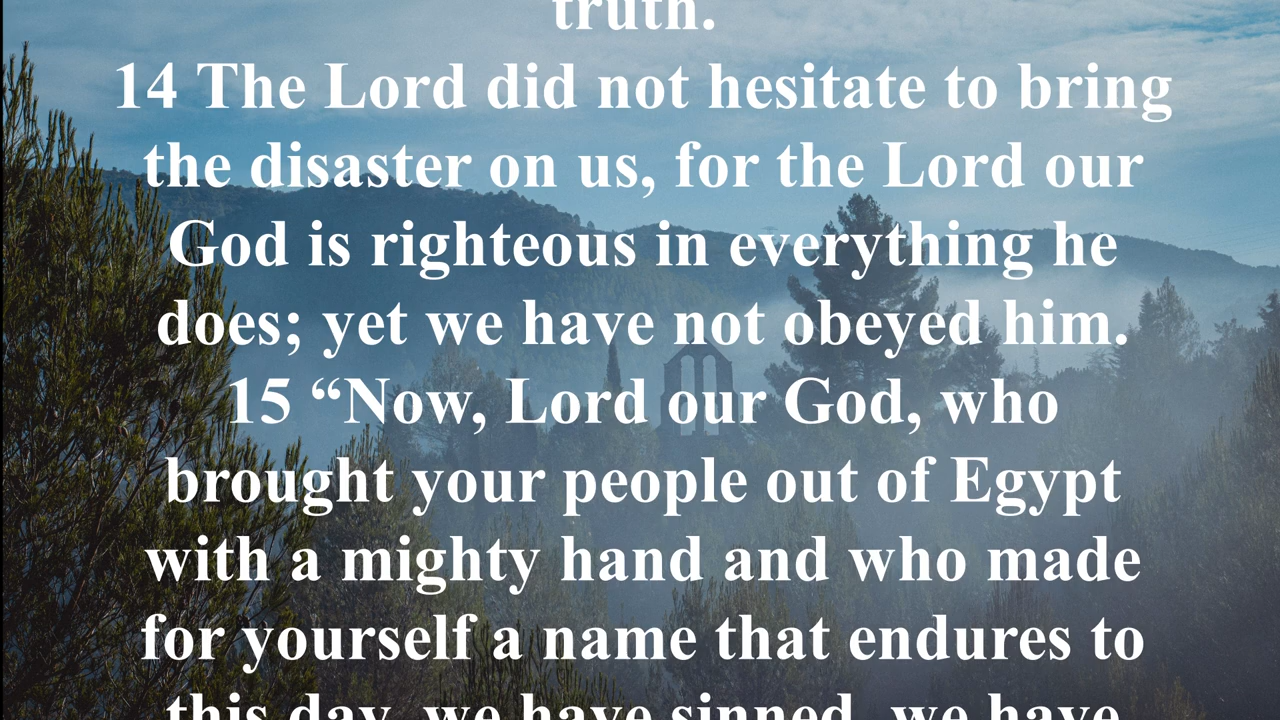 truth.
14 The Lord did not hesitate to bring
the disaster on us, for the Lord our
God is righteous in everything he
does; yet we have not obeyed him.
15 “Now, Lord our God, who
brought your people out of Egypt
with a mighty hand and who made
for yourself a name that endures to
this day, we have sinned, we have